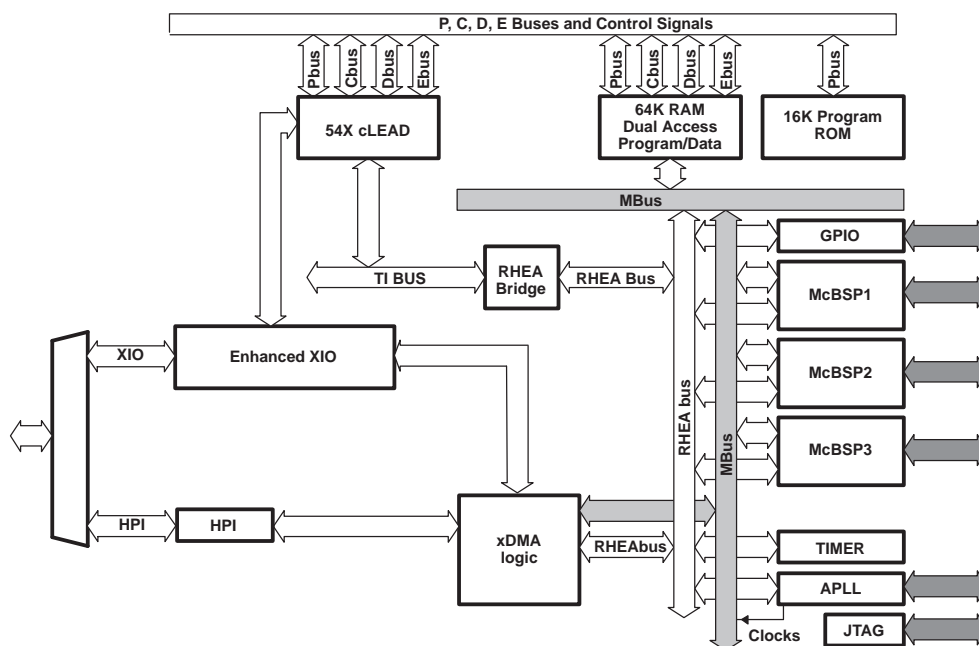 P, C, D, E Buses and Control Signals
Pbus
Cbus
Dbus
Ebus
Pbus
Cbus
Dbus
Ebus
Pbus
54X cLEAD
64K RAM
Dual Access
Program/Data
16K Program
ROM
MBus
GPIO
TI BUS
RHEA
Bridge
RHEA Bus
McBSP1
XIO
Enhanced XIO
McBSP2
RHEA bus
MBus
McBSP3
HPI
HPI
xDMA
logic
RHEAbus
TIMER
APLL
Clocks
JTAG